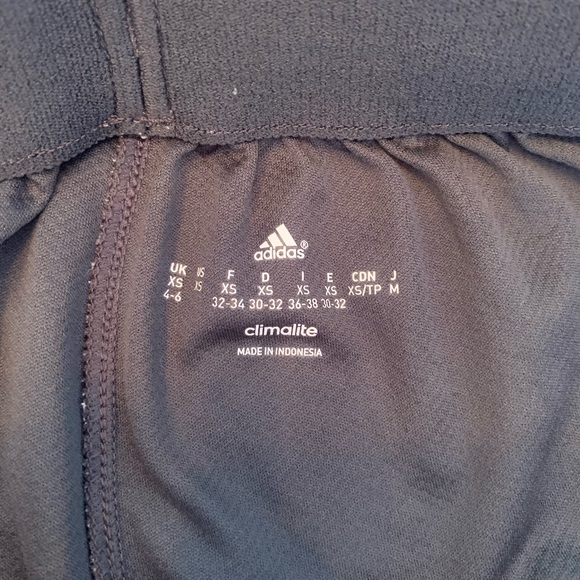 adidas®
UK US F D I E CDN J
XS XS XS XS XS XS XS/TP M
4-6 32-34 30-32 36-38 30-32
climalite
MADE IN INDONESIA